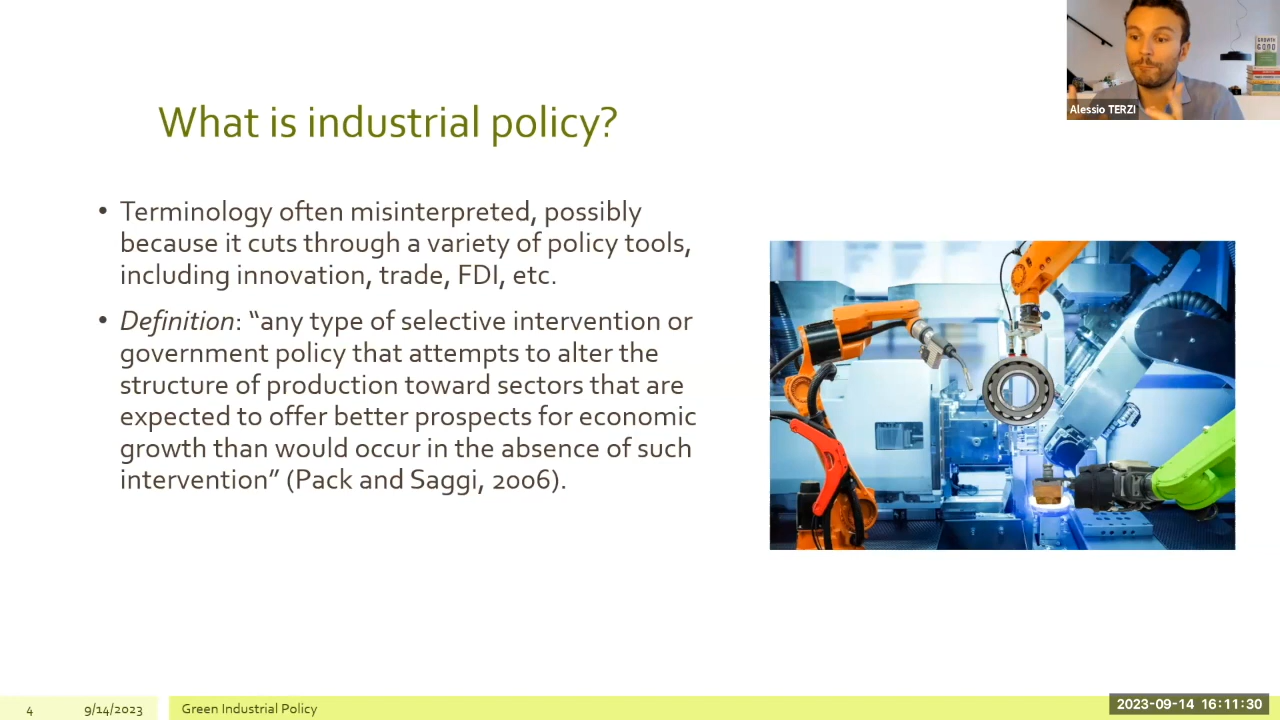 GROWTH
GOOD
Alessio TERZI
What is industrial policy?
• Terminology often misinterpreted, possibly
because it cuts through a variety of policy tools,
including innovation, trade, FDI, etc.
• Definition: “any type of selective intervention or
government policy that attempts to alter the
structure of production toward sectors that are
expected to offer better prospects for economic
growth than would occur in the absence of such
intervention” (Pack and Saggi, 2006).
4 9/14/2023 Green Industrial Policy
2023-09-14 16:11:30